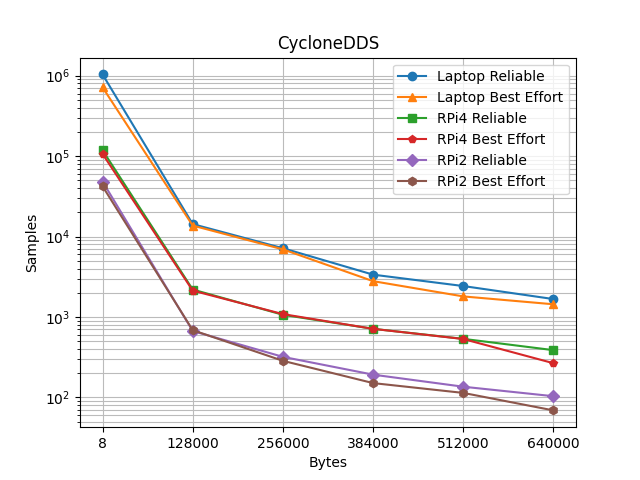 CycloneDDS
Samples
10^6
10^5
10^4
10^3
10^2
Laptop Reliable
Laptop Best Effort
RPi4 Reliable
RPi4 Best Effort
RPi2 Reliable
RPi2 Best Effort
8 128000 256000 384000 512000 640000
Bytes